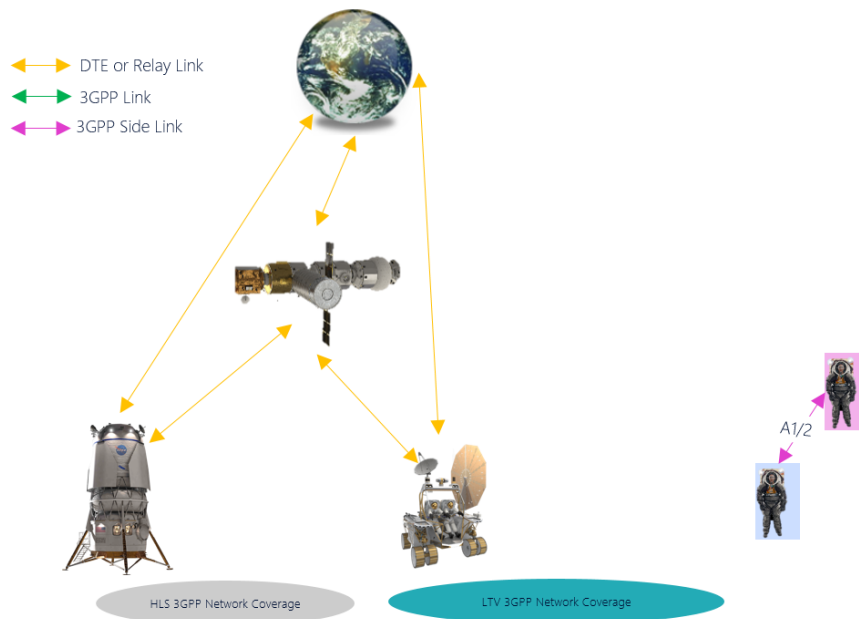 DTE or Relay Link
3GPP Link
3GPP Side Link
A1/2
HLS 3GPP Network Coverage
LTV 3GPP Network Coverage